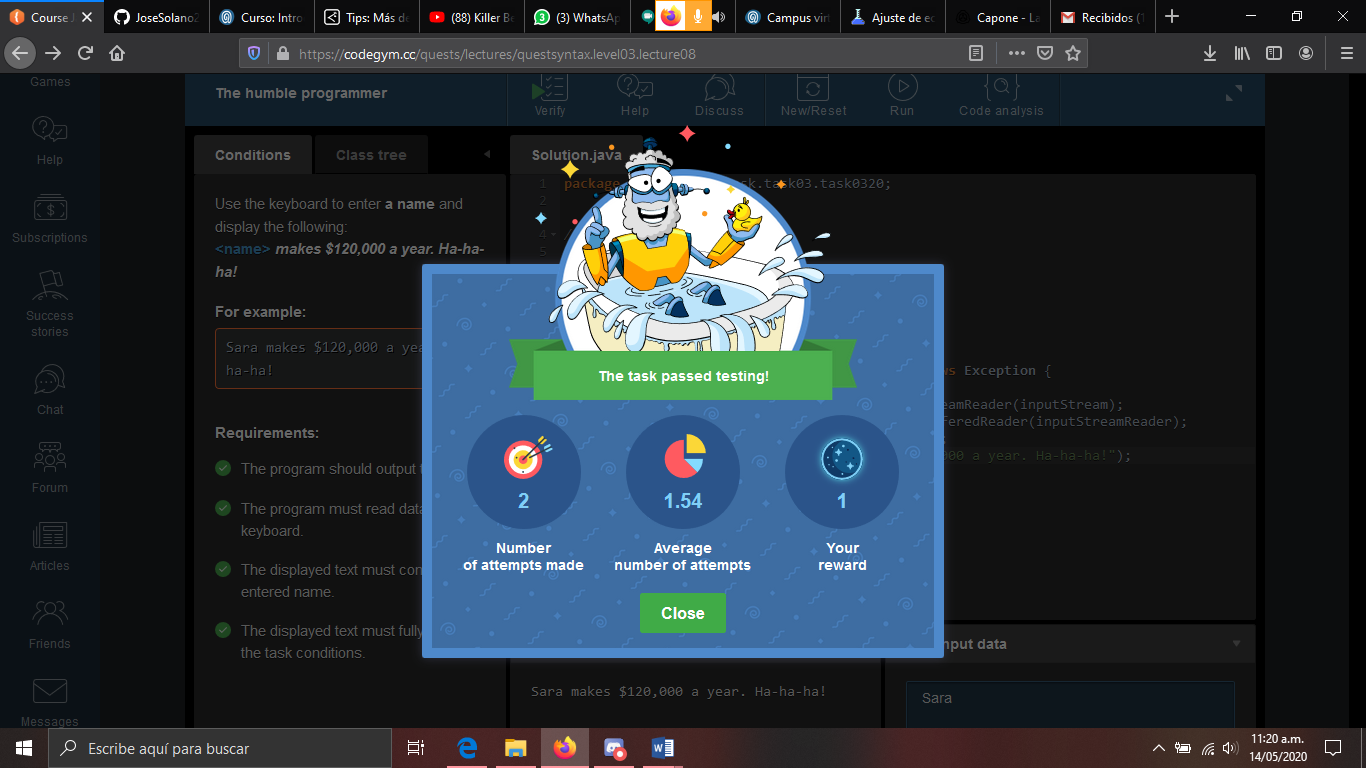 Course J
JoseSolano2
Curso: Intro
Tips: Más de
(88) Killer Be
(3) WhatsAp
Campus virt
Ajuste de ec
Capone - La
Recibidos (1
https://codegym.cc/quests/lectures/questsyntax.level03.lecture08
Games
Help
Subscriptions
Success
stories
Chat
Forum
Articles
Friends
Messages
The humble programmer
Verify
Help
Discuss
New/Reset
Run
Code analysis
Conditions
Class tree
Use the keyboard to enter a name and
display the following:
<name> makes $120,000 a year. Ha-ha-
ha!
For example:
Sara makes $120,000 a yea
ha-ha!
Requirements:
The program should output
The program must read data
keyboard.
The displayed text must con
entered name.
The displayed text must fully
the task conditions.
Solution.java
1 package sk.task03.task0320;
2
4
5
ws Exception {
eamReader(inputStream);
feredReader(inputStreamReader);
000 a year. Ha-ha-ha!");
The task passed testing!
2
Number
of attempts made
1.54
Average
number of attempts
1
Your
reward
Close
nput data
Sara makes $120,000 a year. Ha-ha-ha!
Sara
Escribe aquí para buscar
11:20 a.m.
14/05/2020